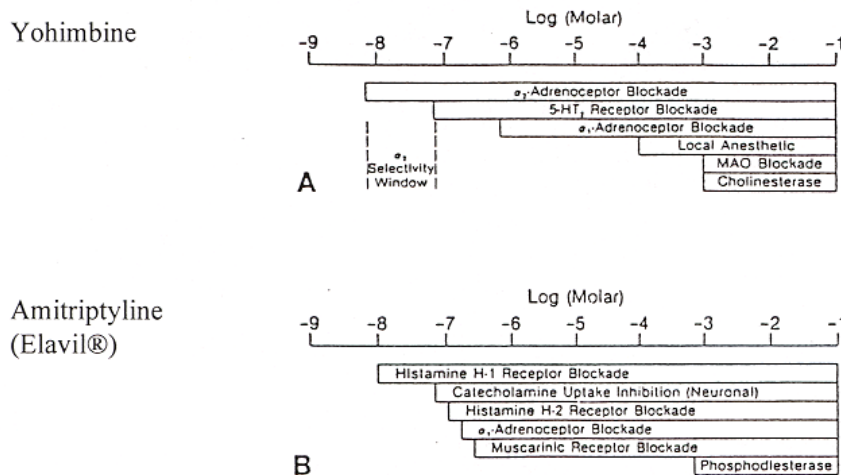 Yohimbine
Log (Molar)
-9 -8 -7 -6 -5 -4 -3 -2 -1
α₂-Adrenoceptor Blockade
5-HT₂ Receptor Blockade
α₁-Adrenoceptor Blockade
Local Anesthetic
MAO Blockade
Cholinesterase
α₂
Selectivity
Window
A
Amitriptyline
(Elavil®)
Log (Molar)
-9 -8 -7 -6 -5 -4 -3 -2 -1
Histamine H-1 Receptor Blockade
Catecholamine Uptake Inhibition (Neuronal)
Histamine H-2 Receptor Blockade
α₁-Adrenoceptor Blockade
Muscarinic Receptor Blockade
Phosphodiesterase
B